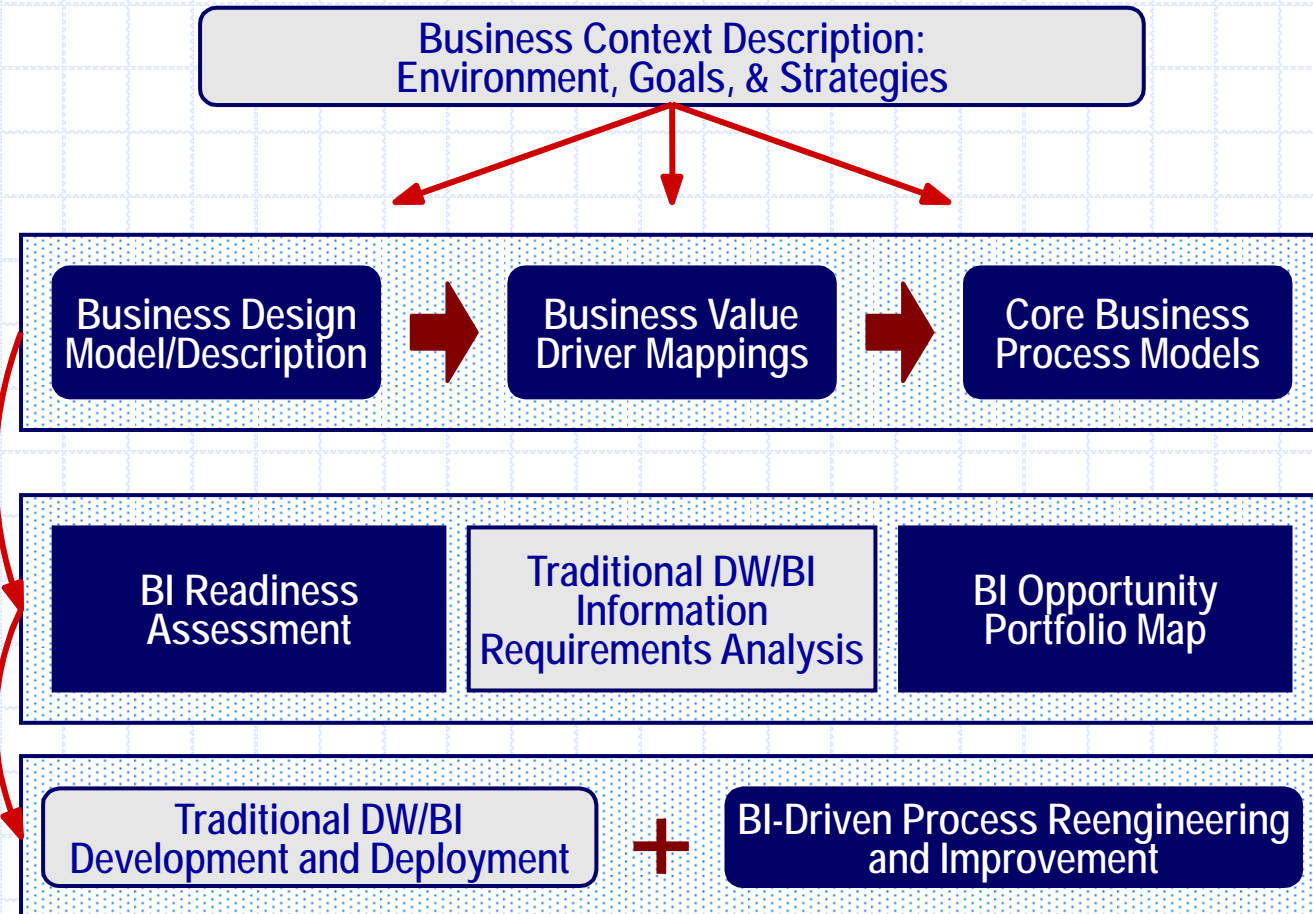 Business Context Description:
Environment, Goals, & Strategies
Business Design
Model/Description
Business Value
Driver Mappings
Core Business
Process Models
BI Readiness
Assessment
Traditional DW/BI
Information
Requirements Analysis
BI Opportunity
Portfolio Map
Traditional DW/BI
Development and Deployment
+
BI-Driven Process Reengineering
and Improvement